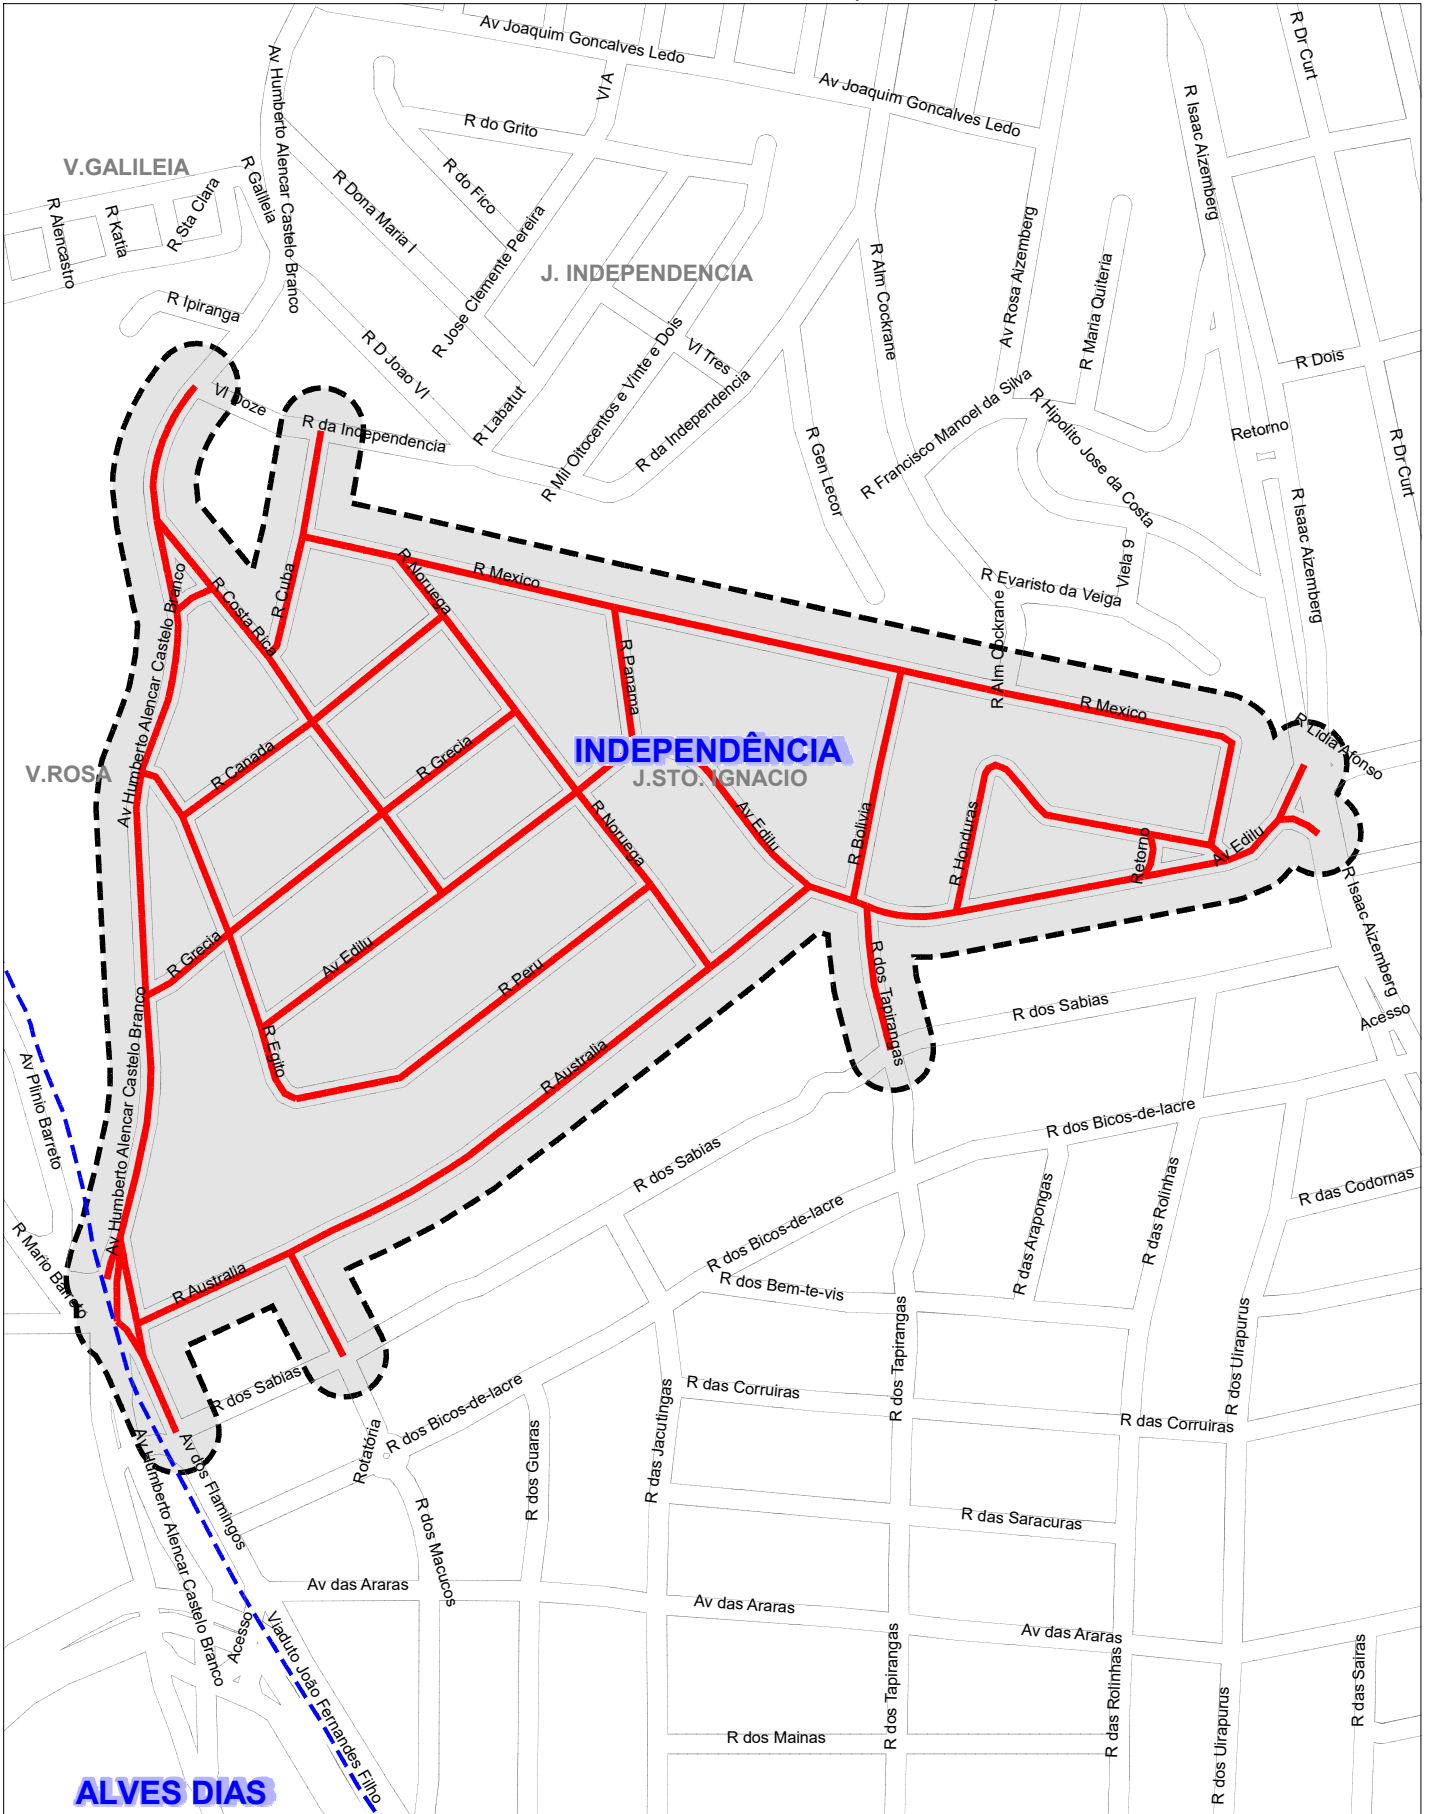 Av Joaquim Goncalves Ledo
R Dr Curt
Av Humberto Alencar Castelo Branco
VI A
Av Joaquim Goncalves Ledo
R Isaac Aizemberg
R do Grito
V.GALILEIA
R Galileia
R do Fico
R Dona Maria I
R Sta Clara
R Alencastro
R Katia
R Jose Clemente Pereira
Av Rosa Aizemberg
R Alm Cockrane
R Maria Quiteria
J. INDEPENDENCIA
R Ipiranga
R D Joao VI
VI Tres
R Mil Oitocentos e Vinte e Dois
R Dois
R Labatut
R da Independencia
R Francisco Manoel da Silva
R Hipolito Jose da Costa
VI Doze
R da Independencia
R Gen Lecor
Retorno
R Dr Curt
R Isaac Aizemberg
R Noruega
R Mexico
R Cuba
R Costa Rica
Av Humberto Alencar Castelo Branco
R Evaristo da Veiga
Viela 9
R Alm Cockrane
R Panama
R Mexico
R Lidia Afonso
INDEPENDÊNCIA
J.STO. IGNACIO
V.ROSA
R Canada
R Grecia
R Noruega
Av Edilu
R Bolivia
R Honduras
Retorno
Av Edilu
R Isaac Aizemberg
R Grecia
Av Edilu
R Peru
R dos Tapirangas
R dos Sabias
Acesso
R Egito
R Australia
Av Humberto Alencar Castelo Branco
Av Plinio Barreto
R dos Bicos-de-lacre
R dos Sabias
R das Arapongas
R das Rolinhas
R das Codornas
R Mario Barreto
R Australia
R dos Bicos-de-lacre
R dos Bem-te-vis
R dos Tapirangas
R dos Uirapurus
R dos Sabias
R dos Bicos-de-lacre
R das Corruiras
R das Jacutingas
R das Corruiras
Rotatória
R dos Guaras
Av dos Flamingos
Av Humberto Alencar Castelo Branco
R dos Macucos
R das Saracuras
Av das Araras
Av das Araras
Av das Araras
Acesso
Viaduto João Fernandes Filho
R dos Tapirangas
R das Rolinhas
R dos Uirapurus
R das Sairas
R dos Mainas
ALVES DIAS